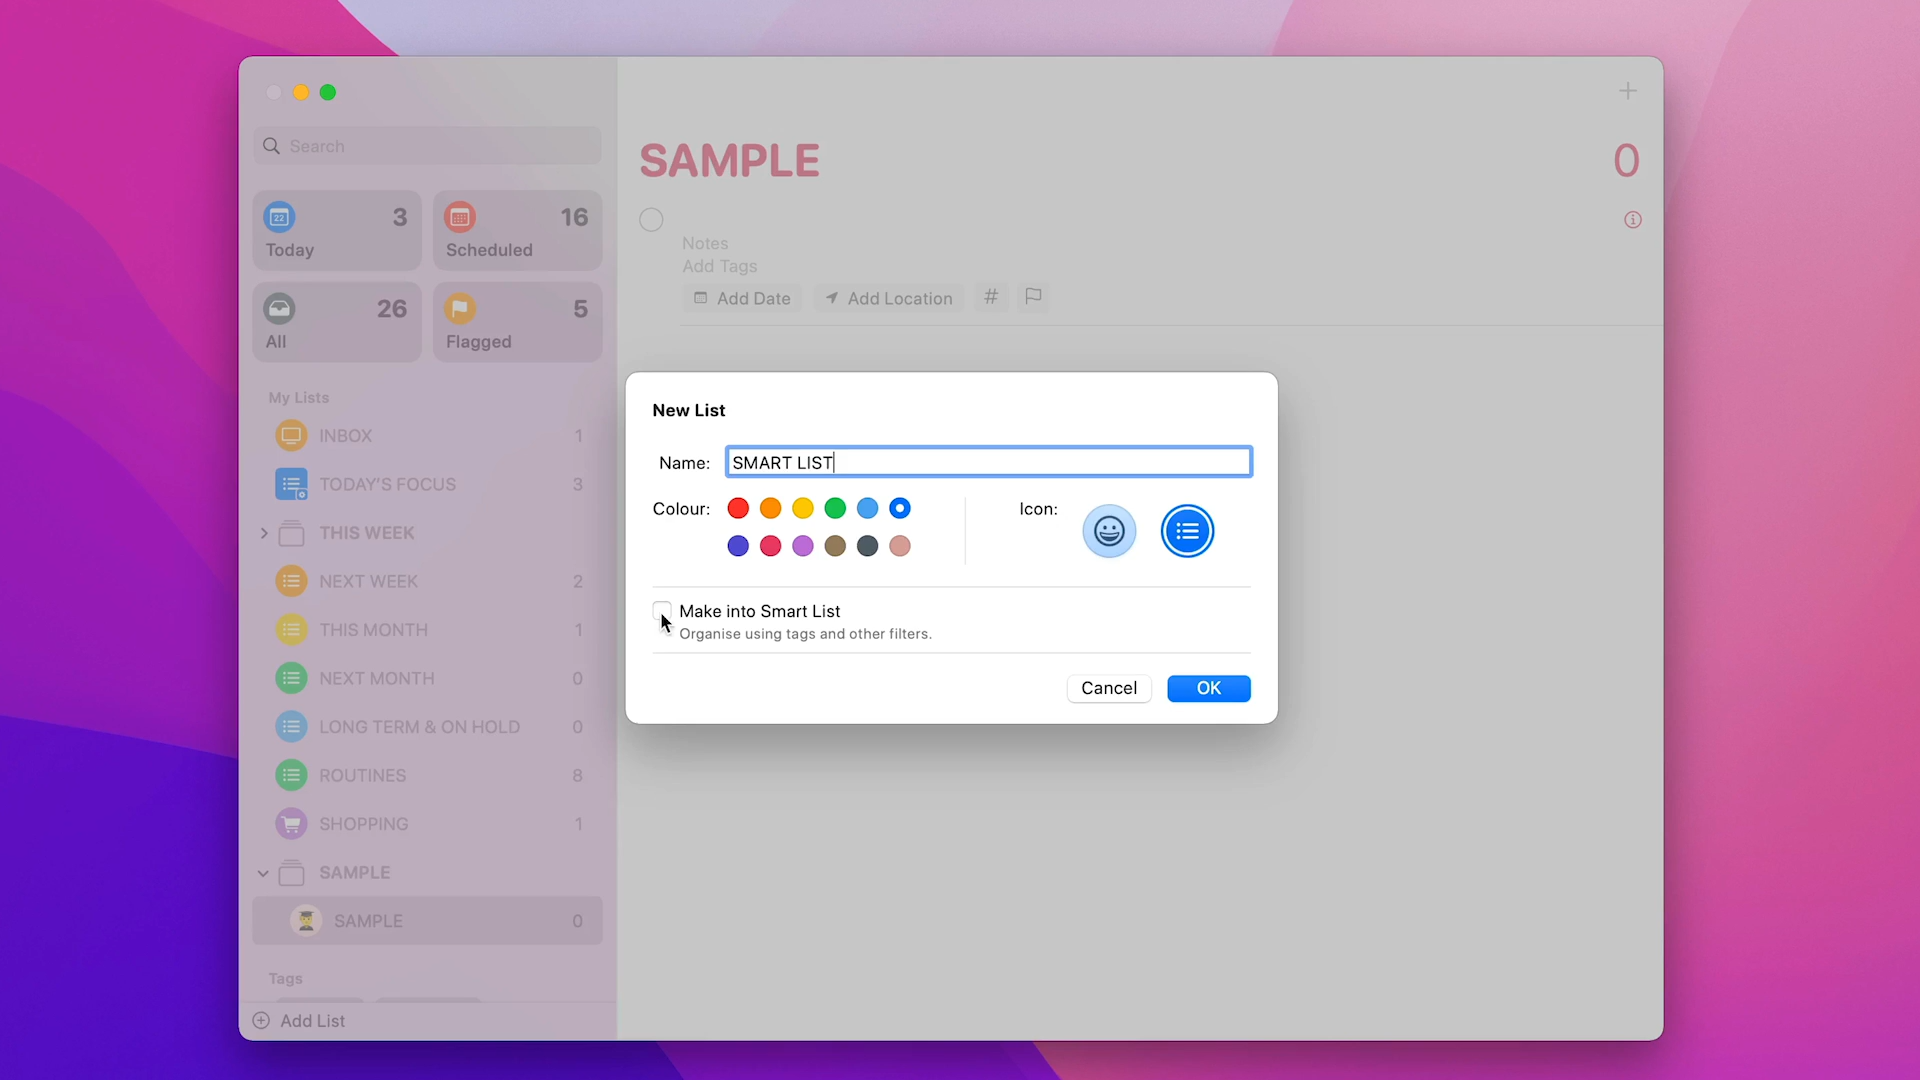 Search
22
Today 3
Scheduled 16
All 26
Flagged 5
My Lists
INBOX 1
TODAY'S FOCUS 3
THIS WEEK
NEXT WEEK 2
THIS MONTH 1
NEXT MONTH 0
LONG TERM & ON HOLD 0
ROUTINES 8
SHOPPING 1
SAMPLE
SAMPLE 0
Tags
Add List
SAMPLE 0
Notes
Add Tags
Add Date Add Location #
New List
Name: SMART LIST
Colour: Icon:
Make into Smart List
Organise using tags and other filters.
Cancel OK